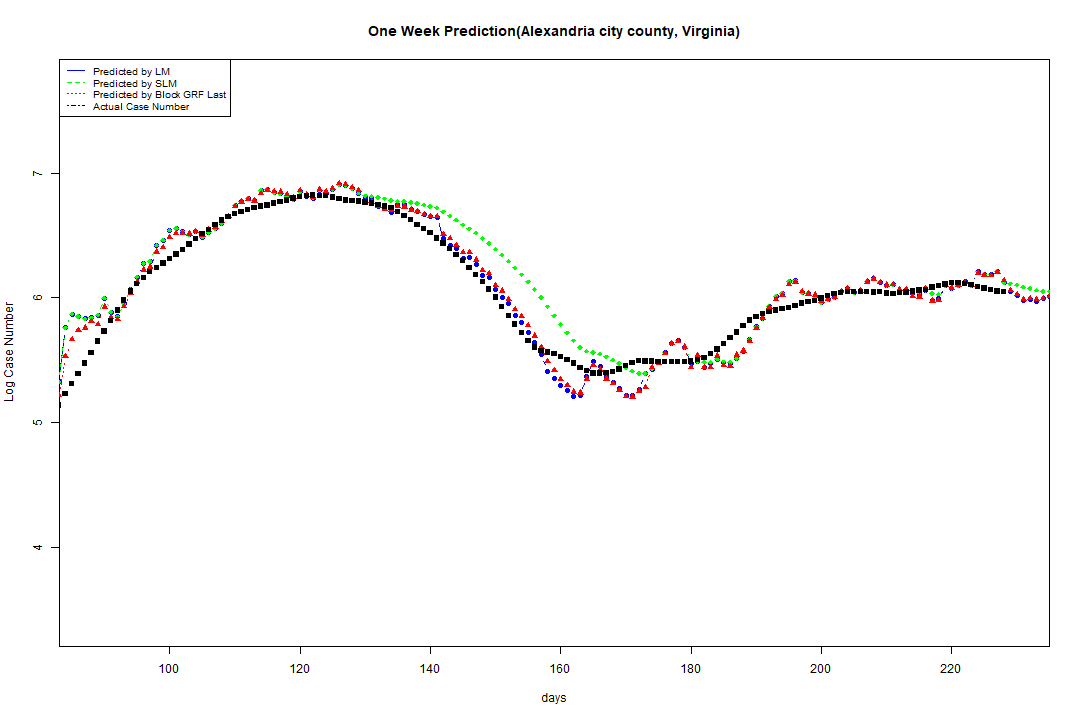 One Week Prediction(Alexandria city county, Virginia)
Predicted by LM
Predicted by SLM
Predicted by Block GRF Last
Actual Case Number
7
6
5
4
Log Case Number
100 120 140 160 180 200 220
days